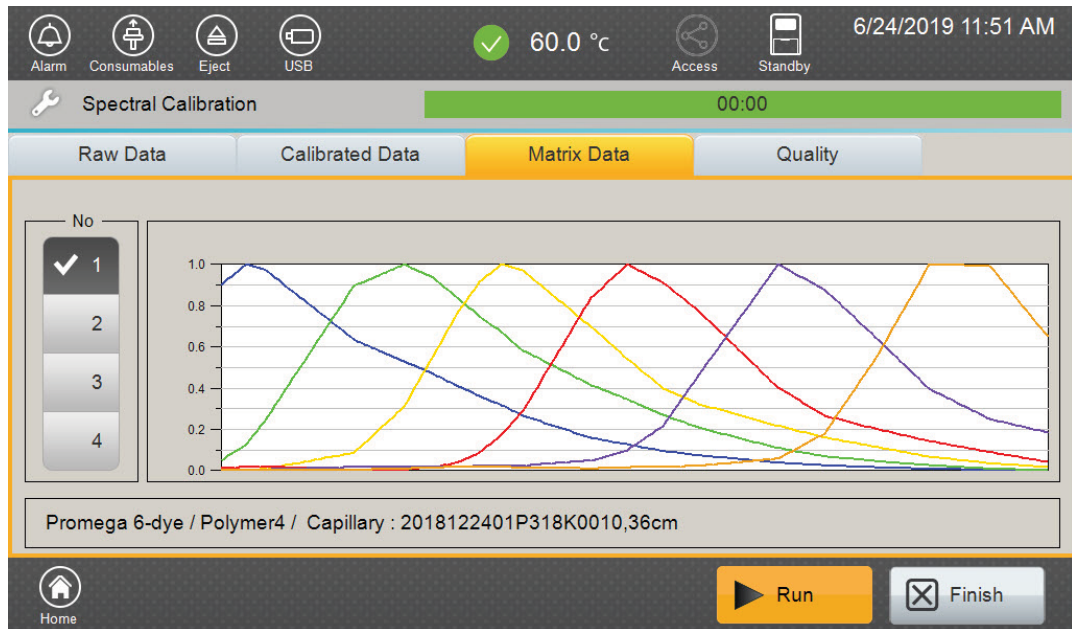 60.0 °c
6/24/2019 11:51 AM
Alarm
Consumables
Eject
USB
Access
Standby
Spectral Calibration
00:00
Raw Data
Calibrated Data
Matrix Data
Quality
No
1
2
3
4
1.0
0.8
0.6
0.4
0.2
0.0
Promega 6-dye / Polymer4 / Capillary : 2018122401P318K0010,36cm
Home
Run
Finish